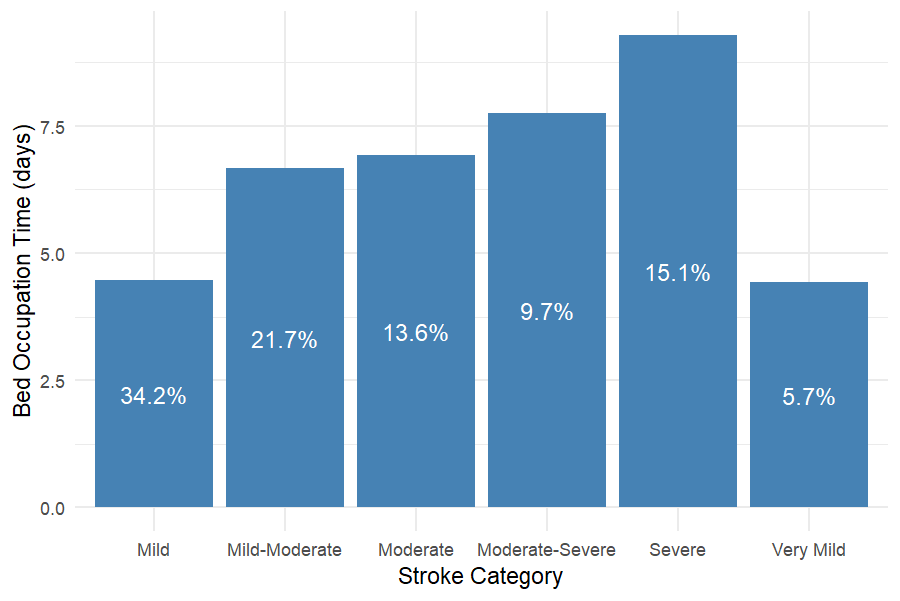 Bed Occupation Time (days)
7.5
5.0
2.5
0.0
34.2%
21.7%
13.6%
9.7%
15.1%
5.7%
Mild
Mild-Moderate
Moderate
Moderate-Severe
Severe
Very Mild
Stroke Category